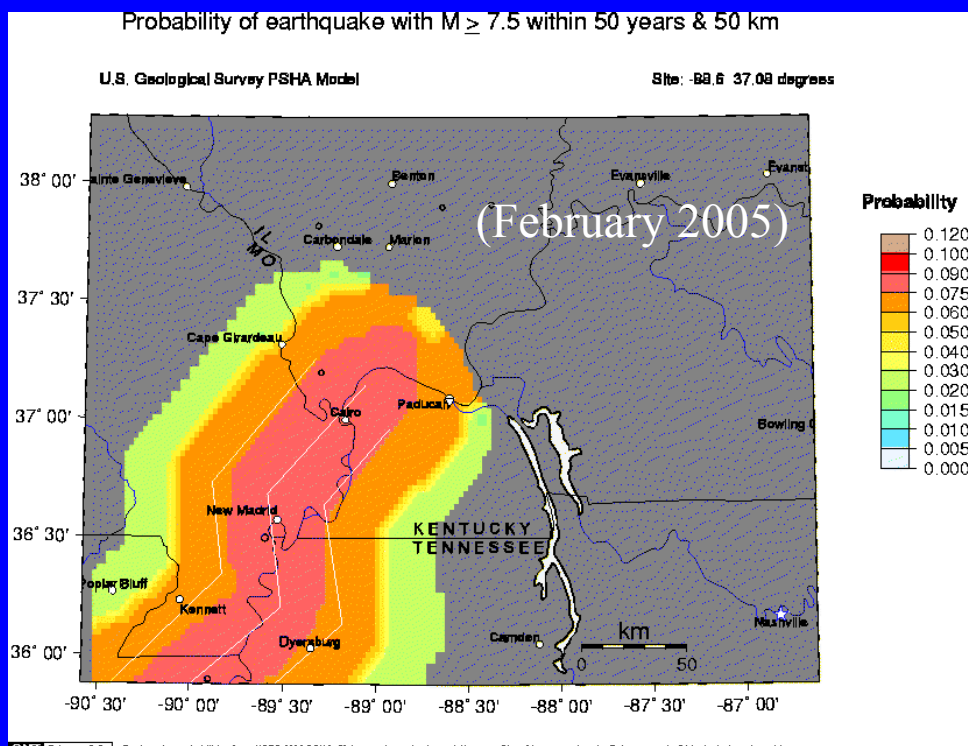 Probability of earthquake with M ≥ 7.5 within 50 years & 50 km
U.S. Geological Survey PSHA Model
Site: -88.6 37.08 degrees
(February 2005)
Probability
0.120
0.100
0.090
0.075
0.060
0.050
0.040
0.030
0.020
0.015
0.010
0.005
0.000
38° 00'
37° 30'
37° 00'
36° 30'
36° 00'
ainte Genevieve
Benton
Evansville
Evanst
IL
MO
Carbondale
Marion
Cape Girardeau
Cairo
Paducah
Bowling G
New Madrid
KENTUCKY
TENNESSEE
Poplar Bluff
Kennett
Dyersburg
Camden
Nashville
km
0 50
-90° 30' -90° 00' -89° 30' -89° 00' -88° 30' -88° 00' -87° 30' -87° 00'